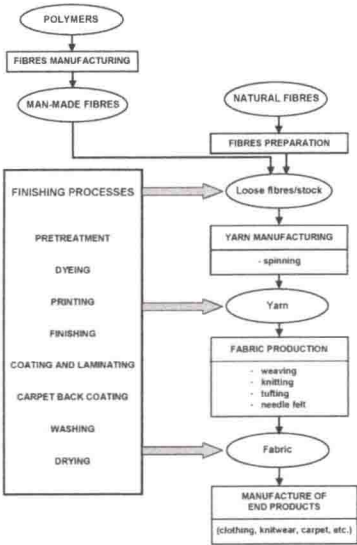 POLYMERS
FIBRES MANUFACTURING
MAN-MADE FIBRES
NATURAL FIBRES
FIBRES PREPARATION
FINISHING PROCESSES
PRETREATMENT
DYEING
PRINTING
FINISHING
COATING AND LAMINATING
CARPET BACK COATING
WASHING
DRYING
Loose fibres/stock
YARN MANUFACTURING
- spinning
Yarn
FABRIC PRODUCTION
- weaving
- knitting
- tufting
- needle felt
Fabric
MANUFACTURE OF
END PRODUCTS
(clothing, knitwear, carpet, etc.)